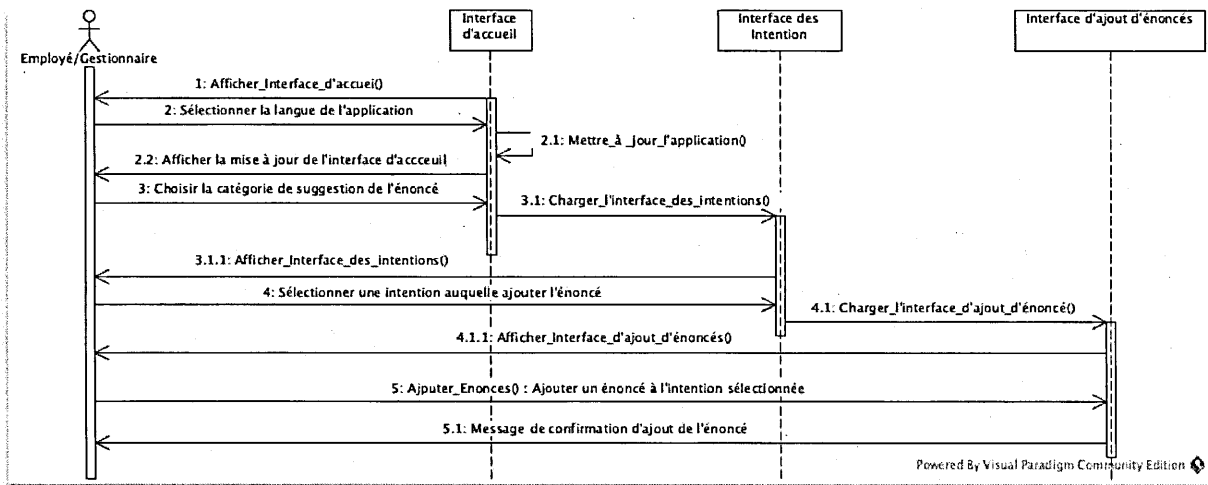 Interface
d'accueil
Interface des
Intention
Interface d'ajout d'énoncés
Employé/Gestionnaire
1: Afficher_Interface_d'accuei()
2: Sélectionner la langue de l'application
2.1: Mettre_à _jour_l'application()
2.2: Afficher la mise à jour de l'interface d'accceuil
3: Choisir la catégorie de suggestion de l'énoncé
3.1: Charger_l'interface_des_intentions()
3.1.1: Afficher_Interface_des_intentions()
4: Sélectionner une intention auquelle ajouter l'énoncé
4.1: Charger_l'interface_d'ajout_d'énoncé()
4.1.1: Afficher_Interface_d'ajout_d'énoncés()
5: Ajputer_Enonces() : Ajouter un énoncé à l'intention sélectionnée
5.1: Message de confirmation d'ajout de l'énoncé
Powered By Visual Paradigm Community Edition